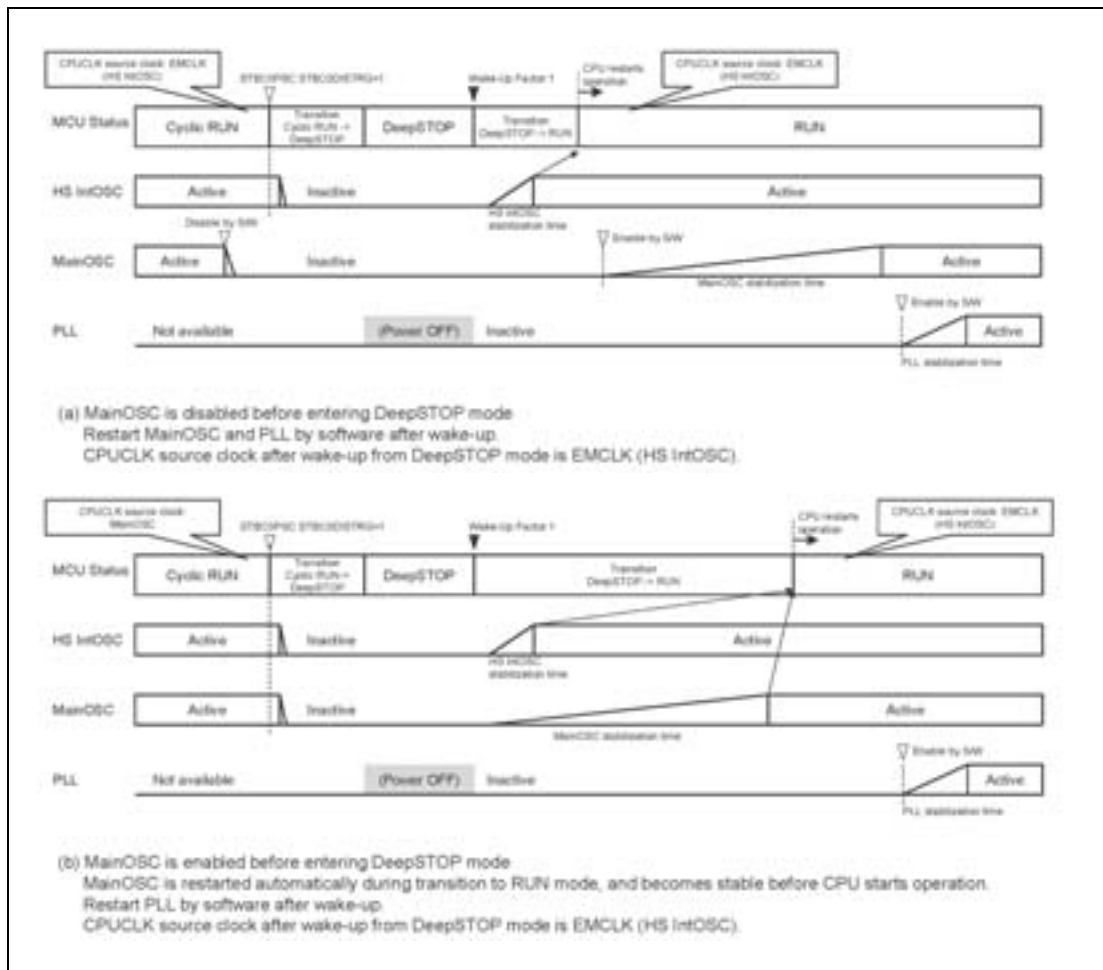 CPUCLK source clock: EMCLK
(HS IntOSC)
Wake-Up Factor 1
CPU restarts
operation
CPUCLK source clock: EMCLK
(HS IntOSC)
MCU Status
Cyclic RUN
Transition
Cyclic RUN ->
DeepSTOP
DeepSTOP
Transition
DeepSTOP -> RUN
RUN
HS IntOSC
Active
Inactive
HS IntOSC
stabilization time
Active
Disable by S/W
Enable by S/W
MainOSC
Active
Inactive
MainOSC stabilization time
Active
Enable by S/W
PLL
Not available
(Power OFF)
Inactive
Active
PLL stabilization time
(a) MainOSC is disabled before entering DeepSTOP mode
Restart MainOSC and PLL by software after wake-up.
CPUCLK source clock after wake-up from DeepSTOP mode is EMCLK (HS IntOSC).
CPUCLK source clock:
MainOSC
Wake-Up Factor 1
CPU restarts
operation
CPUCLK source clock: EMCLK
(HS IntOSC)
MCU Status
Cyclic RUN
Transition
Cyclic RUN ->
DeepSTOP
DeepSTOP
Transition
DeepSTOP -> RUN
RUN
HS IntOSC
Active
Inactive
HS IntOSC
stabilization time
Active
MainOSC
Active
Inactive
MainOSC stabilization time
Active
Enable by S/W
PLL
Not available
(Power OFF)
Inactive
Active
PLL stabilization time
(b) MainOSC is enabled before entering DeepSTOP mode
MainOSC is restarted automatically during transition to RUN mode, and becomes stable before CPU starts operation.
Restart PLL by software after wake-up.
CPUCLK source clock after wake-up from DeepSTOP mode is EMCLK (HS IntOSC).